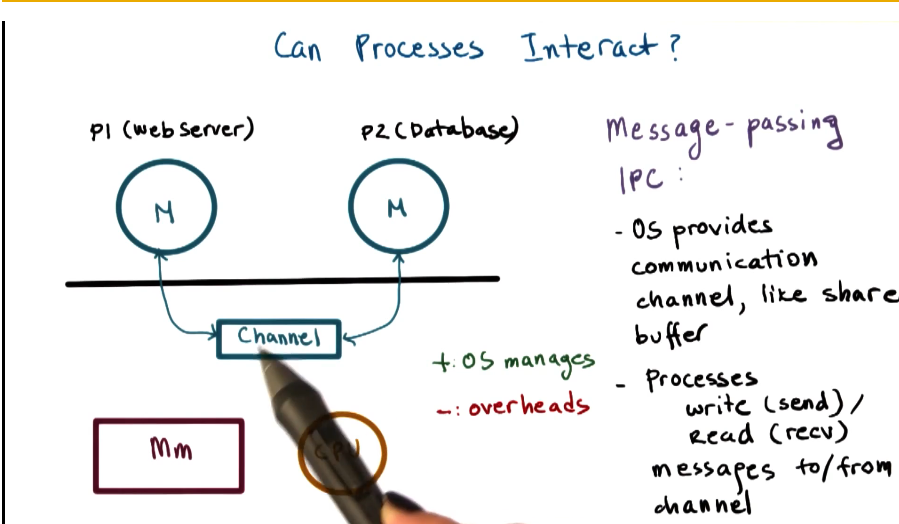 Can Processes Interact?
P1 (Web Server)
P2 (Database)
M
M
Channel
+: OS manages
-: overheads
Mm
CPU
Message-passing
IPC:
- OS provides
communication
channel, like share
buffer
- Processes
write (send) /
Read (recv)
messages to/from
channel